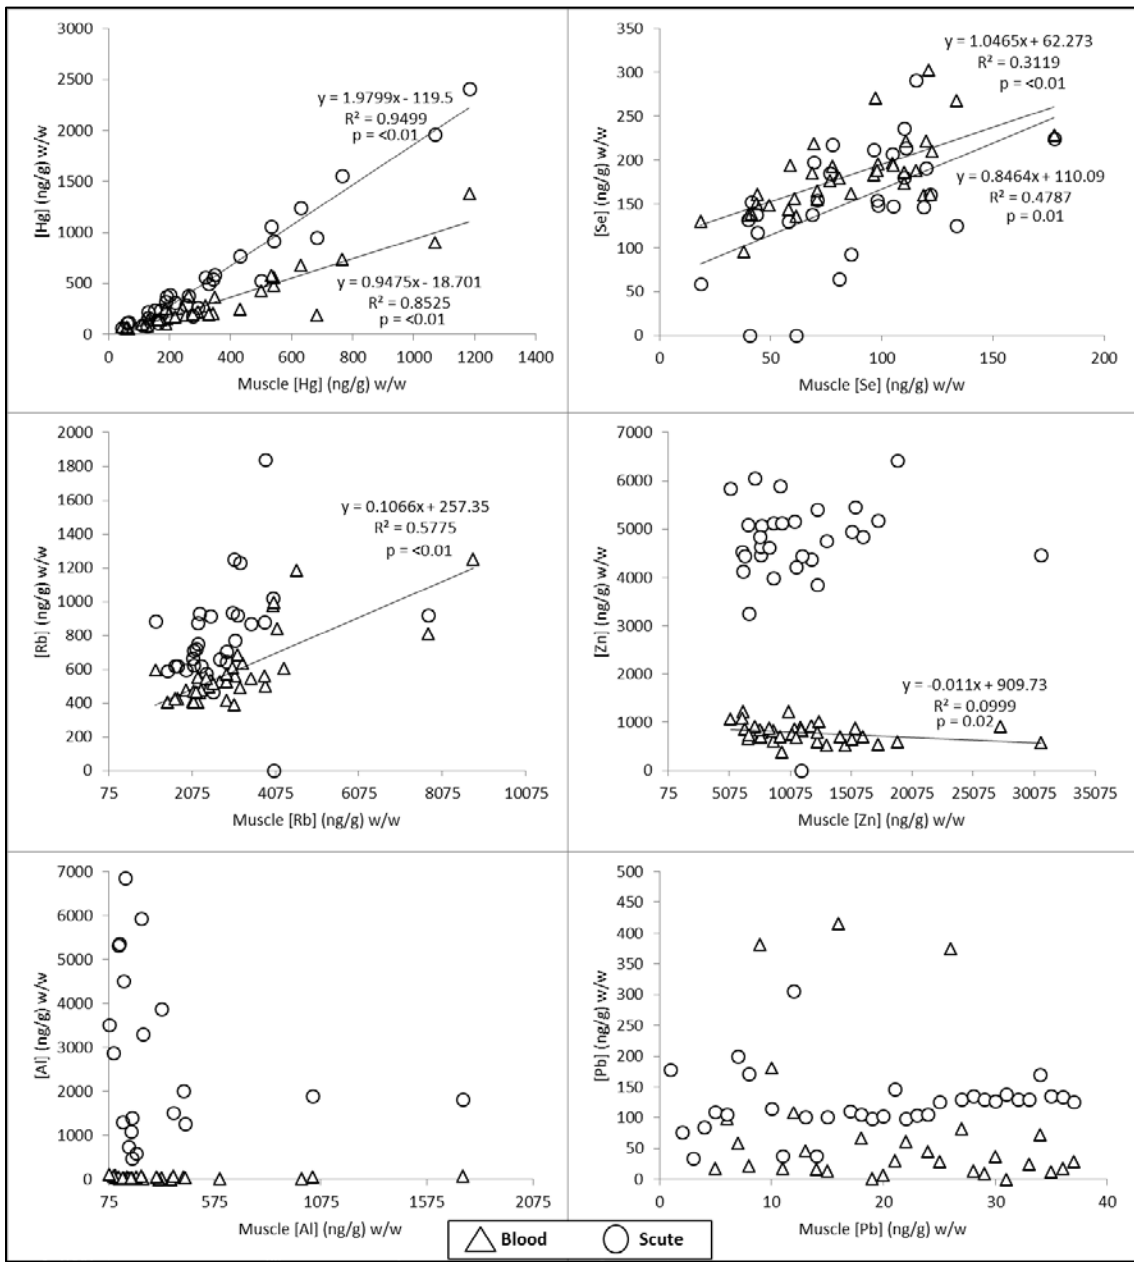 3000
2500
2000
1500
1000
500
0
[Hg] (ng/g) w/w
y = 1.9799x - 119.5
R² = 0.9499
p = <0.01
y = 0.9475x - 18.701
R² = 0.8525
p = <0.01
0 200 400 600 800 1000 1200 1400
Muscle [Hg] (ng/g) w/w
350
300
250
200
150
100
50
0
[Se] (ng/g) w/w
y = 1.0465x + 62.273
R² = 0.3119
p = <0.01
y = 0.8464x + 110.09
R² = 0.4787
p = 0.01
0 50 100 150 200
Muscle [Se] (ng/g) w/w
2000
1800
1600
1400
1200
1000
800
600
400
200
0
[Rb] (ng/g) w/w
y = 0.1066x + 257.35
R² = 0.5775
p = <0.01
75 2075 4075 6075 8075 10075
Muscle [Rb] (ng/g) w/w
7000
6000
5000
4000
3000
2000
1000
0
[Zn] (ng/g) w/w
y = -0.011x + 909.73
R² = 0.0999
p = 0.02
75 5075 10075 15075 20075 25075 30075 35075
Muscle [Zn] (ng/g) w/w
7000
6000
5000
4000
3000
2000
1000
0
[Al] (ng/g) w/w
75 575 1075 1575 2075
Muscle [Al] (ng/g) w/w
500
450
400
350
300
250
200
150
100
50
0
[Pb] (ng/g) w/w
0 10 20 30 40
Muscle [Pb] (ng/g) w/w
Blood Scute